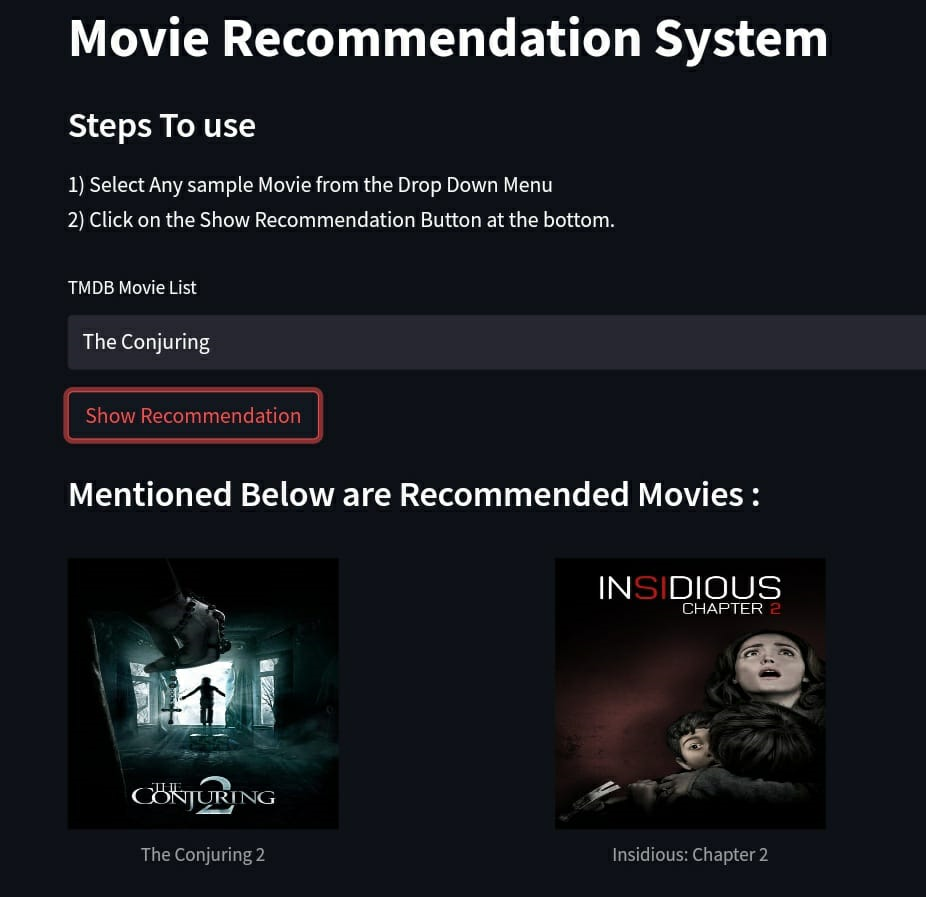 Movie Recommendation System
Steps To use
1) Select Any sample Movie from the Drop Down Menu
2) Click on the Show Recommendation Button at the bottom.
TMDB Movie List
The Conjuring
Show Recommendation
Mentioned Below are Recommended Movies :
THE
CONJURING
2
INSIDIOUS
CHAPTER 2
The Conjuring 2
Insidious: Chapter 2